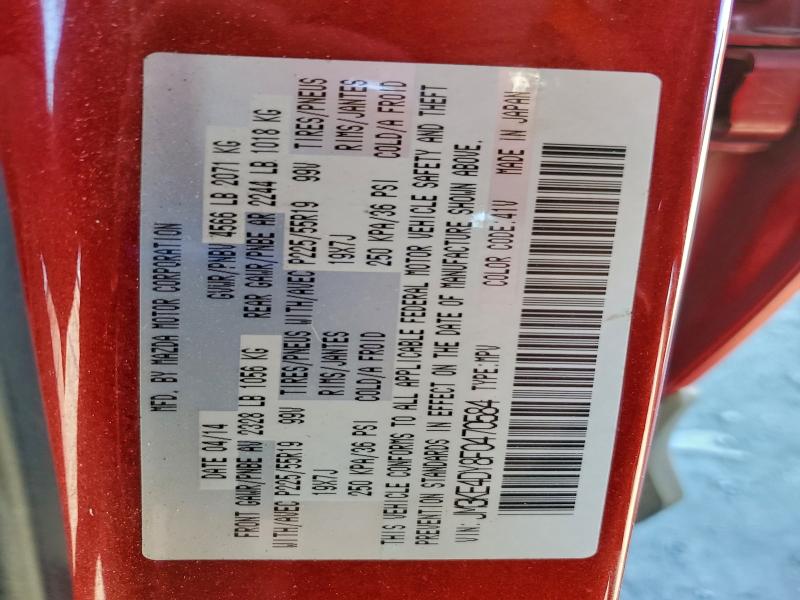 MFD. BY MAZDA MOTOR CORPORATION
DATE 04/14 GVWR/PNBV 4566 LB 2071 KG
FRONT GAWR/PNBE AV 2328 LB 1056 KG REAR GAWR/PNBE AR 2244 LB 1018 KG
WITH/AVEC P225/55R19 99V TIRES/PNEUS WITH/AVEC P225/55R19 99V TIRES/PNEUS
19X7J RIMS/JANTES 19X7J RIMS/JANTES
250 KPA/36 PSI COLD/A FROID 250 KPA/36 PSI COLD/A FROID
THIS VEHICLE CONFORMS TO ALL APPLICABLE FEDERAL MOTOR VEHICLE SAFETY AND THEFT
PREVENTION STANDARDS IN EFFECT ON THE DATE OF MANUFACTURE SHOWN ABOVE.
VIN: JM3KE4DY8F0470584 TYPE:MPV COLOR CODE:41V MADE IN JAPAN